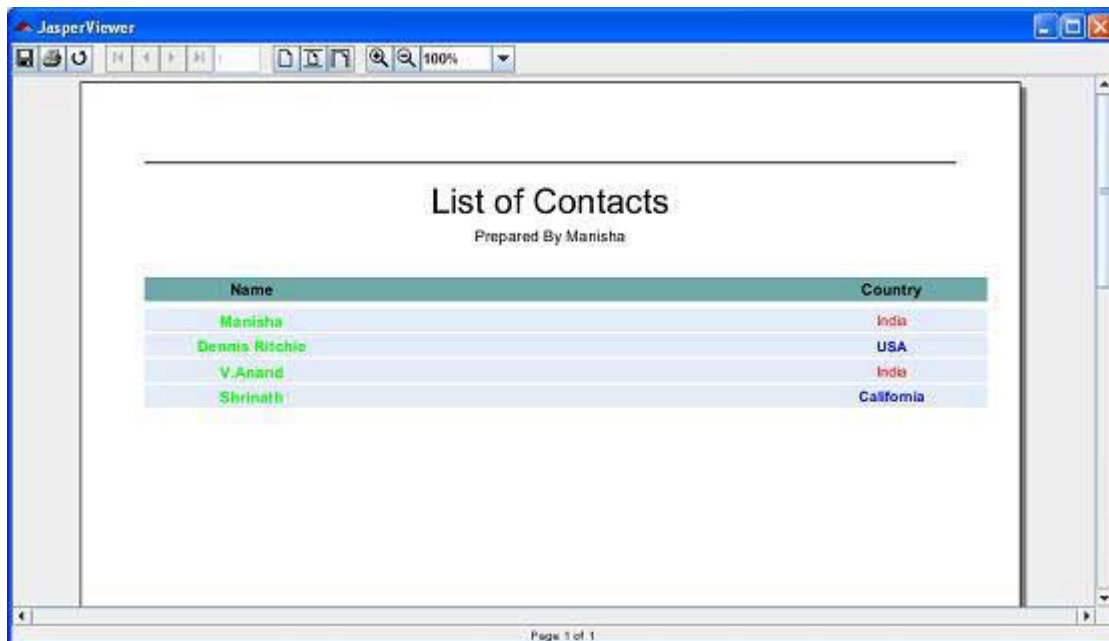 JasperViewer
100%
List of Contacts
Prepared By Manisha
Name Country
Manisha India
Dennis Ritchie USA
V.Anand India
Shrinath California
Page 1 of 1